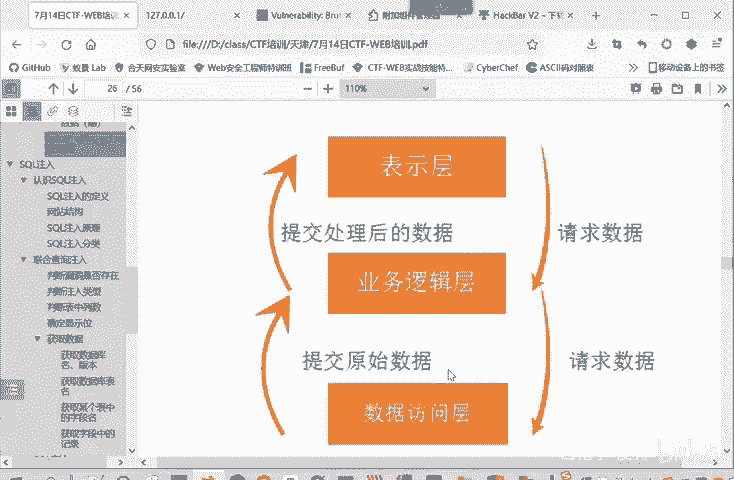 7月14日CTF-WEB培训
127.0.0.1/
Vulnerability: Brut
附加组件管理器
HackBar V2 – 下载
file:///D:/class/CTF培训/天津/7月14日CTF-WEB培训.pdf
GitHub
蚁景 Lab
合天网安实验室
Web安全工程师特训班
FreeBuf
CTF-WEB实战技能特...
CyberChef
ASCII码对照表
移动设备上的书签
26 / 56
110%
SQL注入
认识SQL注入
SQL注入的定义
网站结构
SQL注入原理
SQL注入分类
联合查询注入
判断漏洞是否存在
判断注入类型
判断表中列数
确定显示位
获取数据
获取数据库
名、版本
获取数据库表
名
获取某个表中
的字段名
获取字段中的
记录
表示层
提交处理后的数据
请求数据
业务逻辑层
提交原始数据
请求数据
数据访问层